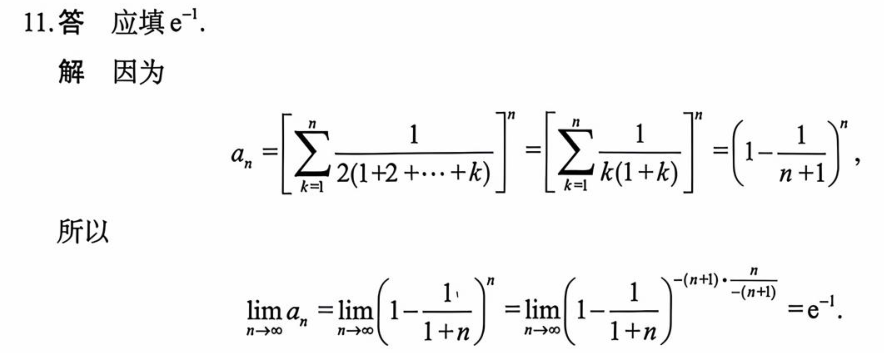 11.答 应填 e⁻¹.
解 因为
aₙ = [∑ₖ₌₁ⁿ 1/(2(1+2+⋯+k))]ⁿ = [∑ₖ₌₁ⁿ 1/(k(1+k))]ⁿ = (1−1/(n+1))ⁿ,
所以
lim_{n→∞} aₙ = lim_{n→∞} (1−1/(1+n))ⁿ = lim_{n→∞} (1−1/(1+n))^{−(n+1)·n/(−(n+1))} = e⁻¹.